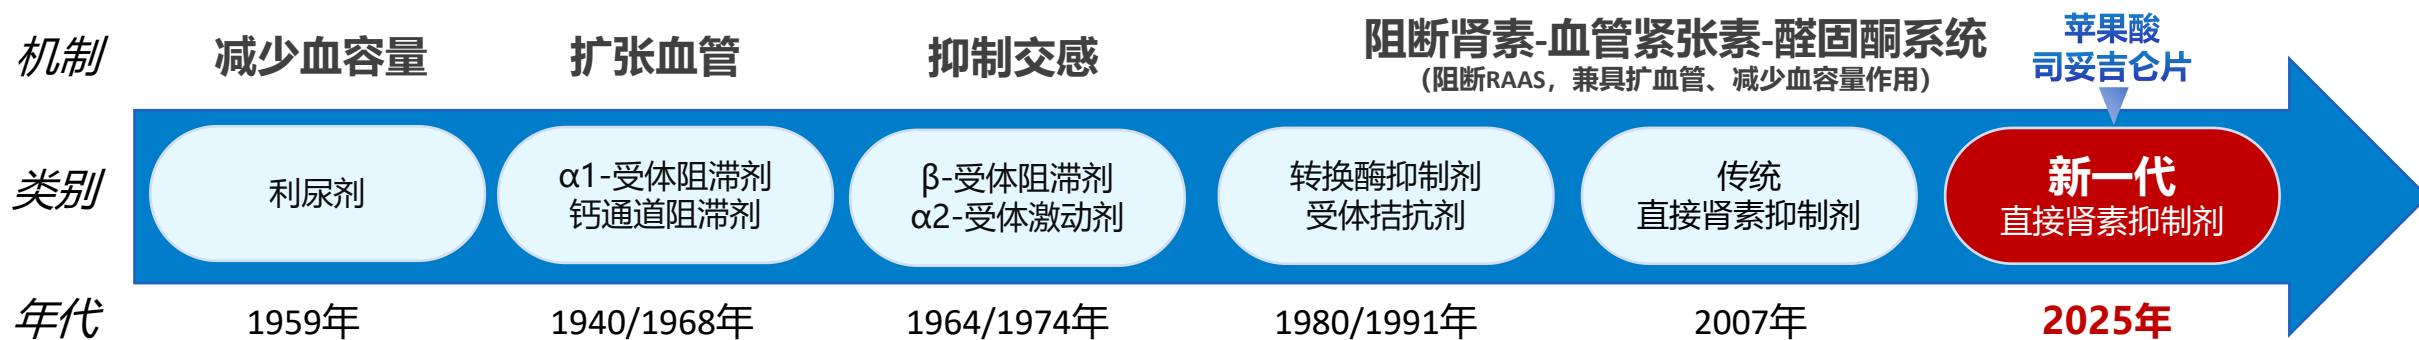 机制
减少血容量
扩张血管
抑制交感
阻断肾素-血管紧张素-醛固酮系统
（阻断RAAS，兼具扩血管、减少血容量作用）
苹果酸
司妥吉仑片
类别
利尿剂
α1-受体阻滞剂
钙通道阻滞剂
β-受体阻滞剂
α2-受体激动剂
转换酶抑制剂
受体拮抗剂
传统
直接肾素抑制剂
新一代
直接肾素抑制剂
年代
1959年
1940/1968年
1964/1974年
1980/1991年
2007年
2025年